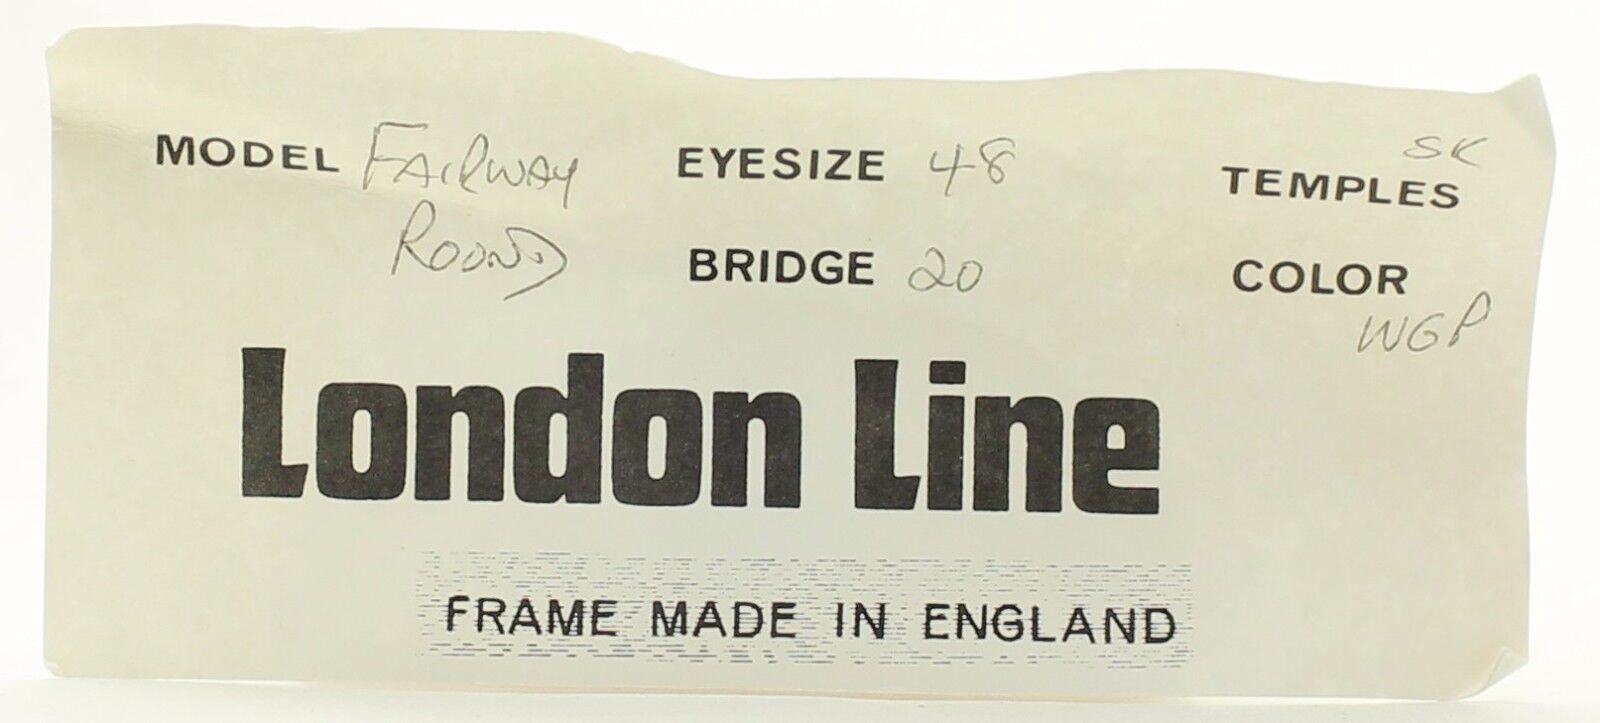 MODEL FAIRWAY EYESIZE 48 SK
TEMPLES
ROUND BRIDGE 20 COLOR
WGP
London Line
FRAME MADE IN ENGLAND